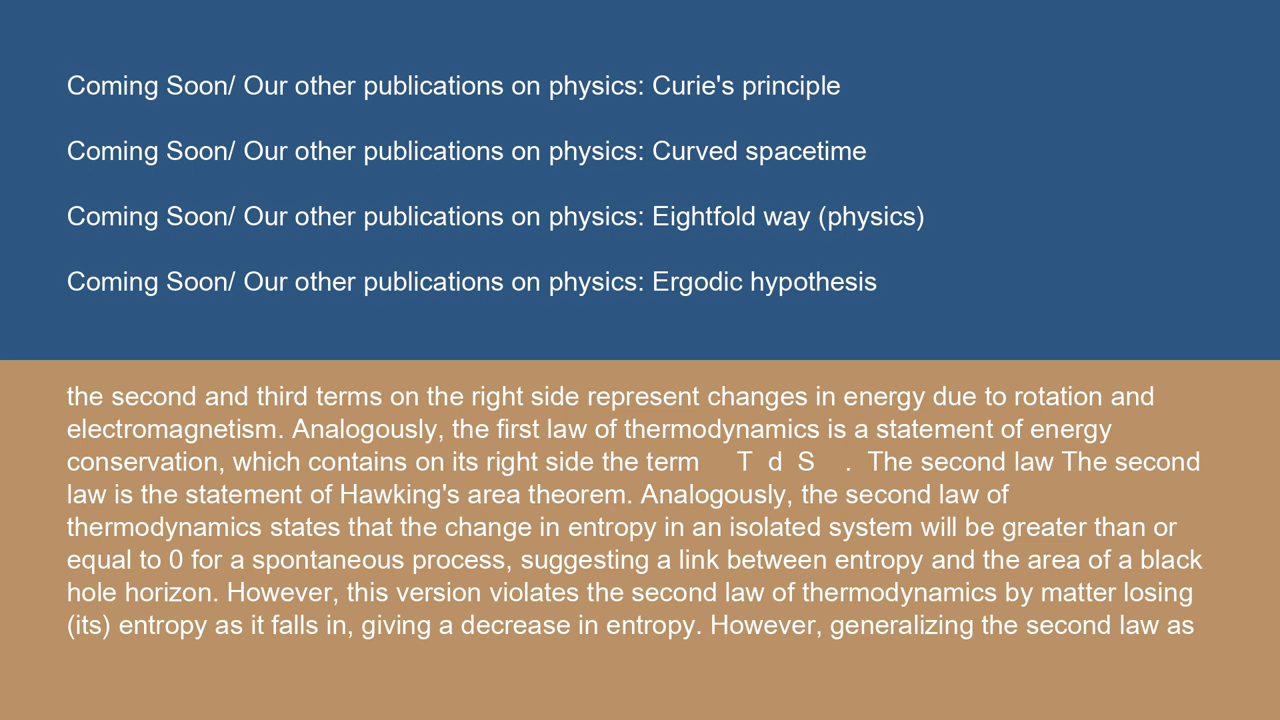 Coming Soon/ Our other publications on physics: Curie's principle
Coming Soon/ Our other publications on physics: Curved spacetime
Coming Soon/ Our other publications on physics: Eightfold way (physics)
Coming Soon/ Our other publications on physics: Ergodic hypothesis
the second and third terms on the right side represent changes in energy due to rotation and
electromagnetism. Analogously, the first law of thermodynamics is a statement of energy
conservation, which contains on its right side the term T d S . The second law The second
law is the statement of Hawking's area theorem. Analogously, the second law of
thermodynamics states that the change in entropy in an isolated system will be greater than or
equal to 0 for a spontaneous process, suggesting a link between entropy and the area of a black
hole horizon. However, this version violates the second law of thermodynamics by matter losing
(its) entropy as it falls in, giving a decrease in entropy. However, generalizing the second law as